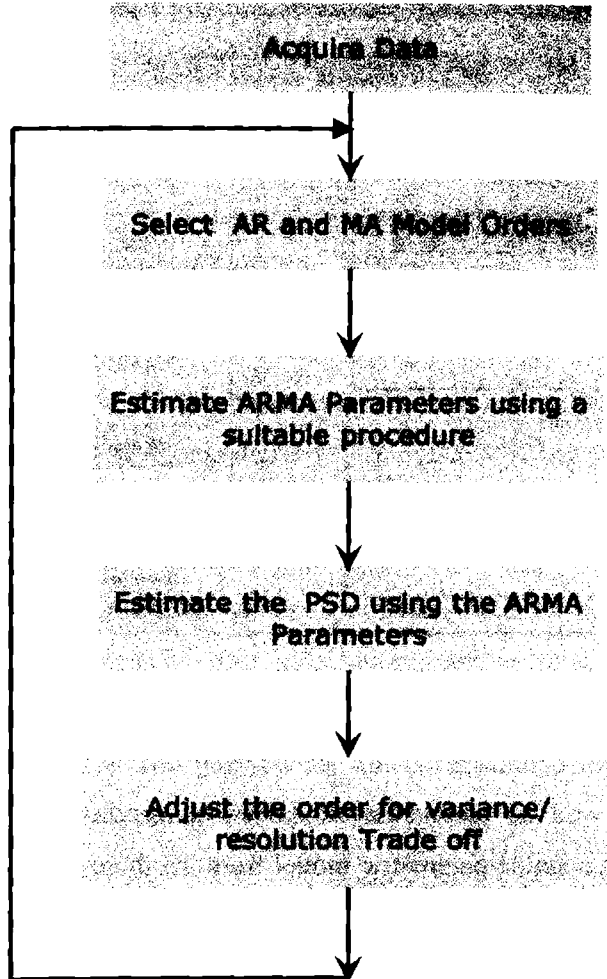 Acquire Data
Select AR and MA Model Orders
Estimate ARMA Parameters using a
suitable procedure
Estimate the PSD using the ARMA
Parameters
Adjust the order for variance/
resolution Trade off